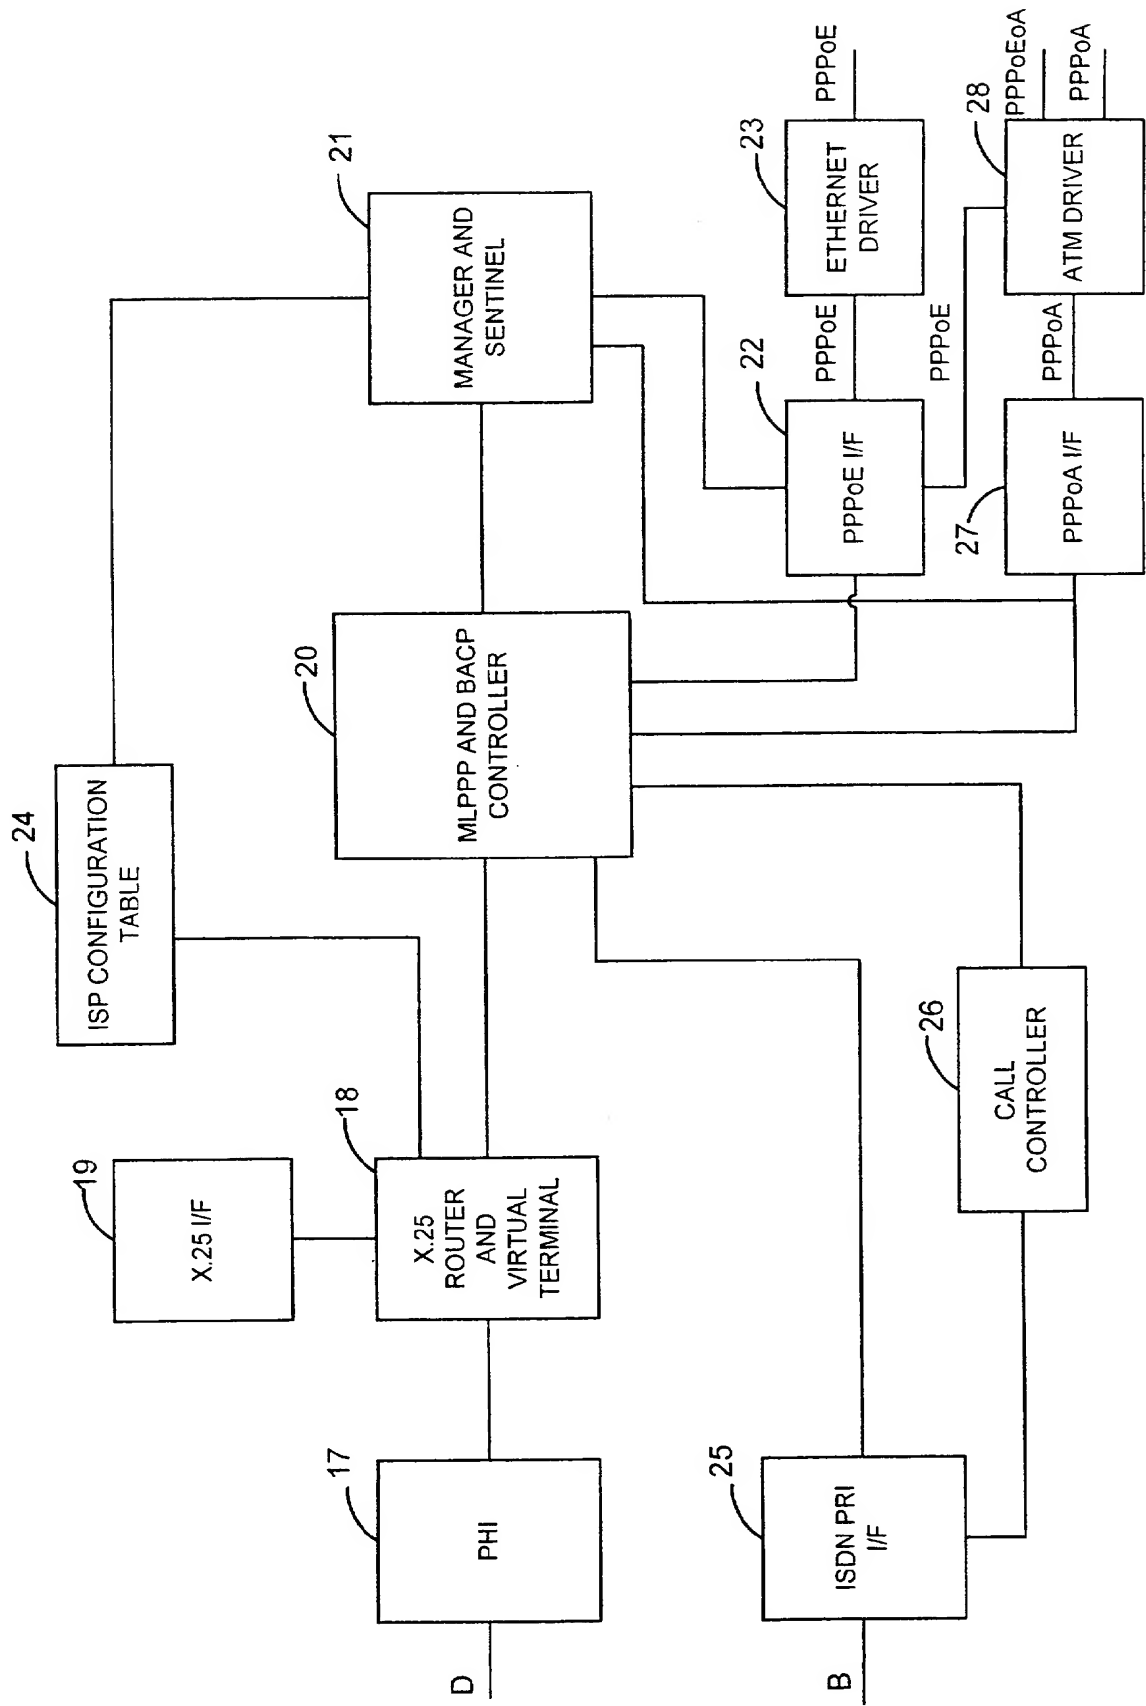 24
ISP CONFIGURATION
TABLE
19
X.25 I/F
21
MANAGER AND
SENTINEL
20
MLPPP AND BACP
CONTROLLER
18
X.25
ROUTER
AND
VIRTUAL
TERMINAL
17
PHI
D
23
ETHERNET
DRIVER
PPPoE
PPPoE
22
PPPoE I/F
PPPoE
28
ATM DRIVER
PPPoEoA
PPPoA
PPPoA
27
PPPoA I/F
26
CALL
CONTROLLER
25
ISDN PRI
I/F
B